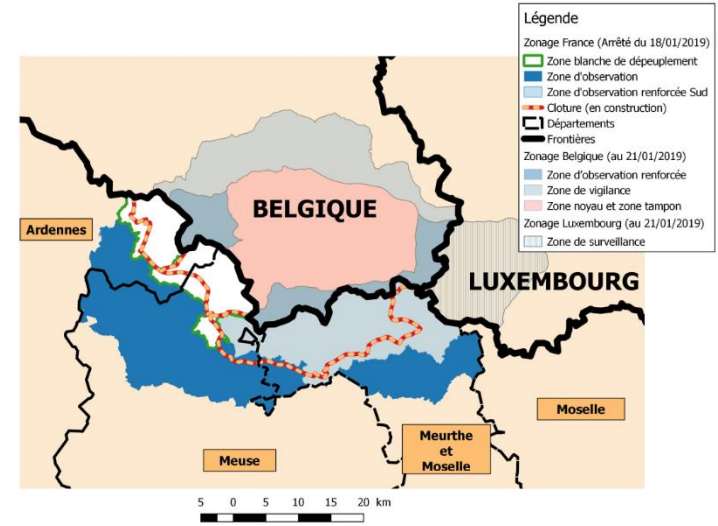 Légende
Zonage France (Arrêté du 18/01/2019)
Zone blanche de dépeuplement
Zone d'observation
Zone d'observation renforcée Sud
Cloture (en construction)
Départements
Frontières
Zonage Belgique (au 21/01/2019)
Zone d'observation renforcée
Zone de vigilance
Zone noyau et zone tampon
Zonage Luxembourg (au 21/01/2019)
Zone de surveillance
BELGIQUE
Ardennes
LUXEMBOURG
Moselle
Meurthe
et
Moselle
Meuse
5 0 5 10 15 20 km